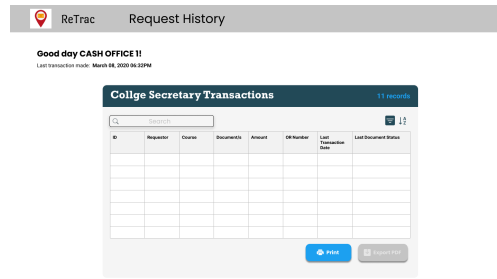 ReTrac
Request History
Good day CASH OFFICE 1!
Last transaction made: March 08, 2020 06:32PM
Collge Secretary Transactions
11 records
Search
ID
Requestor
Course
Document/s
Amount
OR Number
Last Transaction Date
Last Document Status
Print
Export PDF